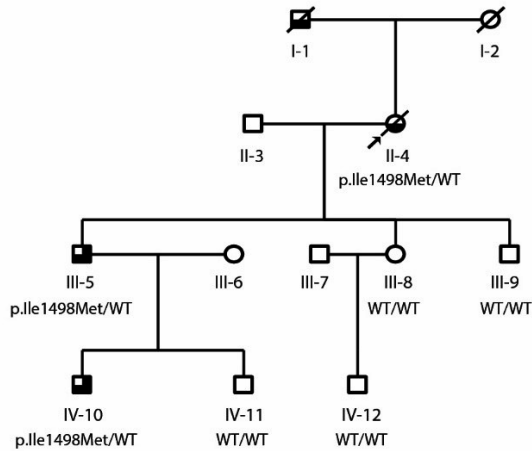 I-1 I-2
II-3 II-4
p.Ile1498Met/WT
III-5 III-6 III-7 III-8 III-9
p.Ile1498Met/WT WT/WT WT/WT
IV-10 IV-11 IV-12
p.Ile1498Met/WT WT/WT WT/WT